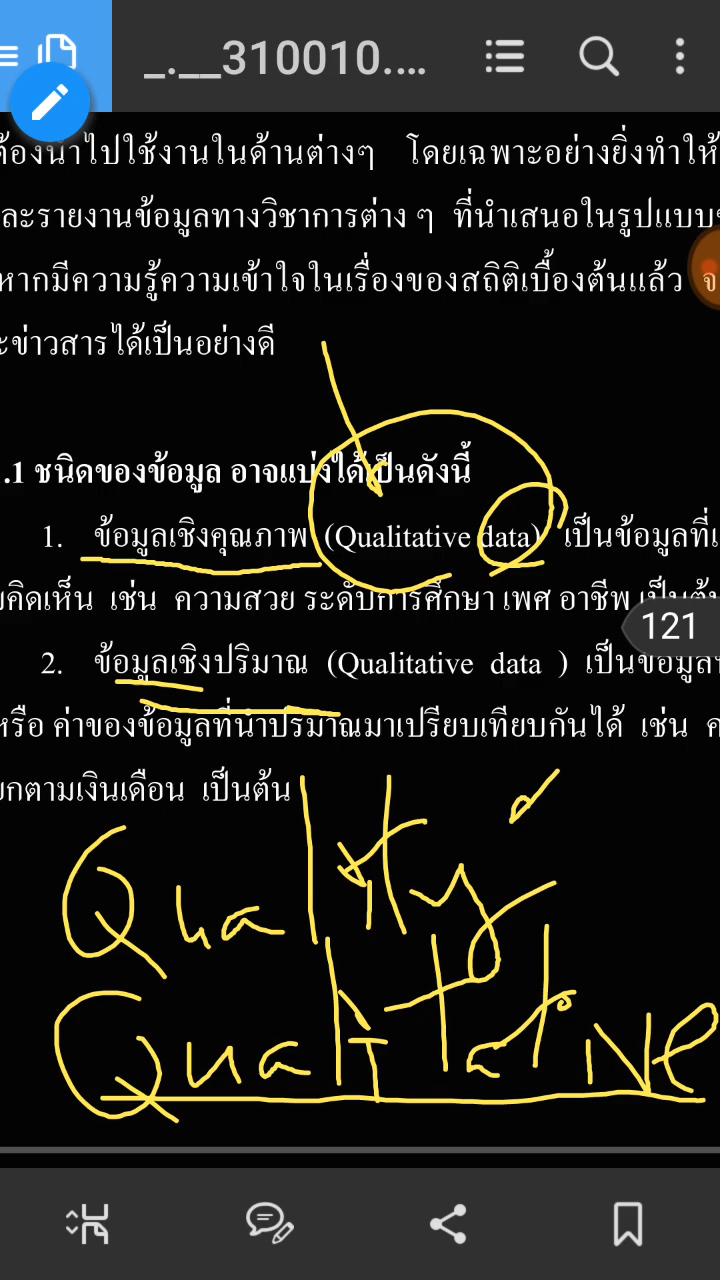 _.__310010....
ต้องนำไปใช้งานในด้านต่างๆ โดยเฉพาะอย่างยิ่งทำให้
ละรายงานข้อมูลทางวิชาการต่าง ๆ ที่นำเสนอในรูปแบบ
หากมีความรู้ความเข้าใจในเรื่องของสถิติเบื้องต้นแล้ว จ
ะข่าวสารได้เป็นอย่างดี
.1 ชนิดของข้อมูล อาจแบ่งได้เป็นดังนี้
1. ข้อมูลเชิงคุณภาพ (Qualitative data) เป็นข้อมูลที่เ
ยคิดเห็น เช่น ความสวย ระดับการศึกษา เพศ อาชีพ เป็นต้น
121
2. ข้อมูลเชิงปริมาณ (Qualitative data ) เป็นข้อมูล
หรือ ค่าของข้อมูลที่นำปริมาณมาเปรียบเทียบกันได้ เช่น ค
ยกตามเงินเดือน เป็นต้น
Quality
Qualitative